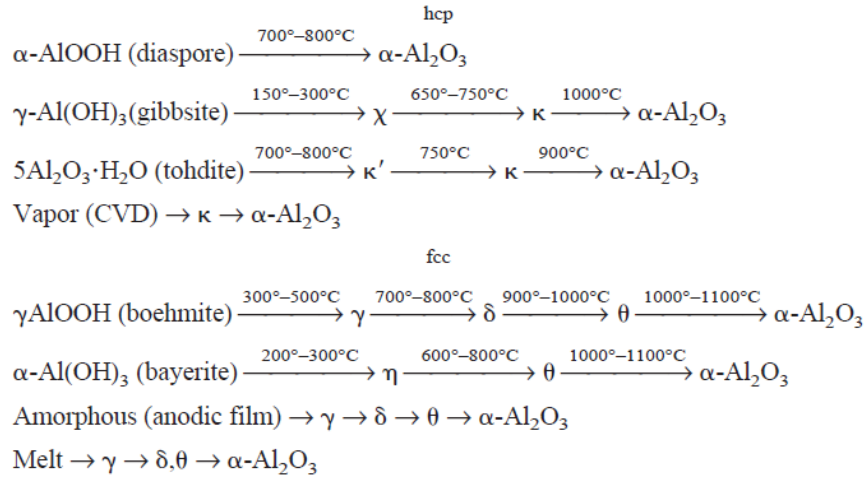 hcp
α-AlOOH (diaspore) —700°–800°C→ α-Al₂O₃
γ-Al(OH)₃(gibbsite) —150°–300°C→ χ —650°–750°C→ κ —1000°C→ α-Al₂O₃
5Al₂O₃·H₂O (tohdite) —700°–800°C→ κ′ —750°C→ κ —900°C→ α-Al₂O₃
Vapor (CVD) → κ → α-Al₂O₃
fcc
γAlOOH (boehmite) —300°–500°C→ γ —700°–800°C→ δ —900°–1000°C→ θ —1000°–1100°C→ α-Al₂O₃
α-Al(OH)₃ (bayerite) —200°–300°C→ η —600°–800°C→ θ —1000°–1100°C→ α-Al₂O₃
Amorphous (anodic film) → γ → δ → θ → α-Al₂O₃
Melt → γ → δ,θ → α-Al₂O₃